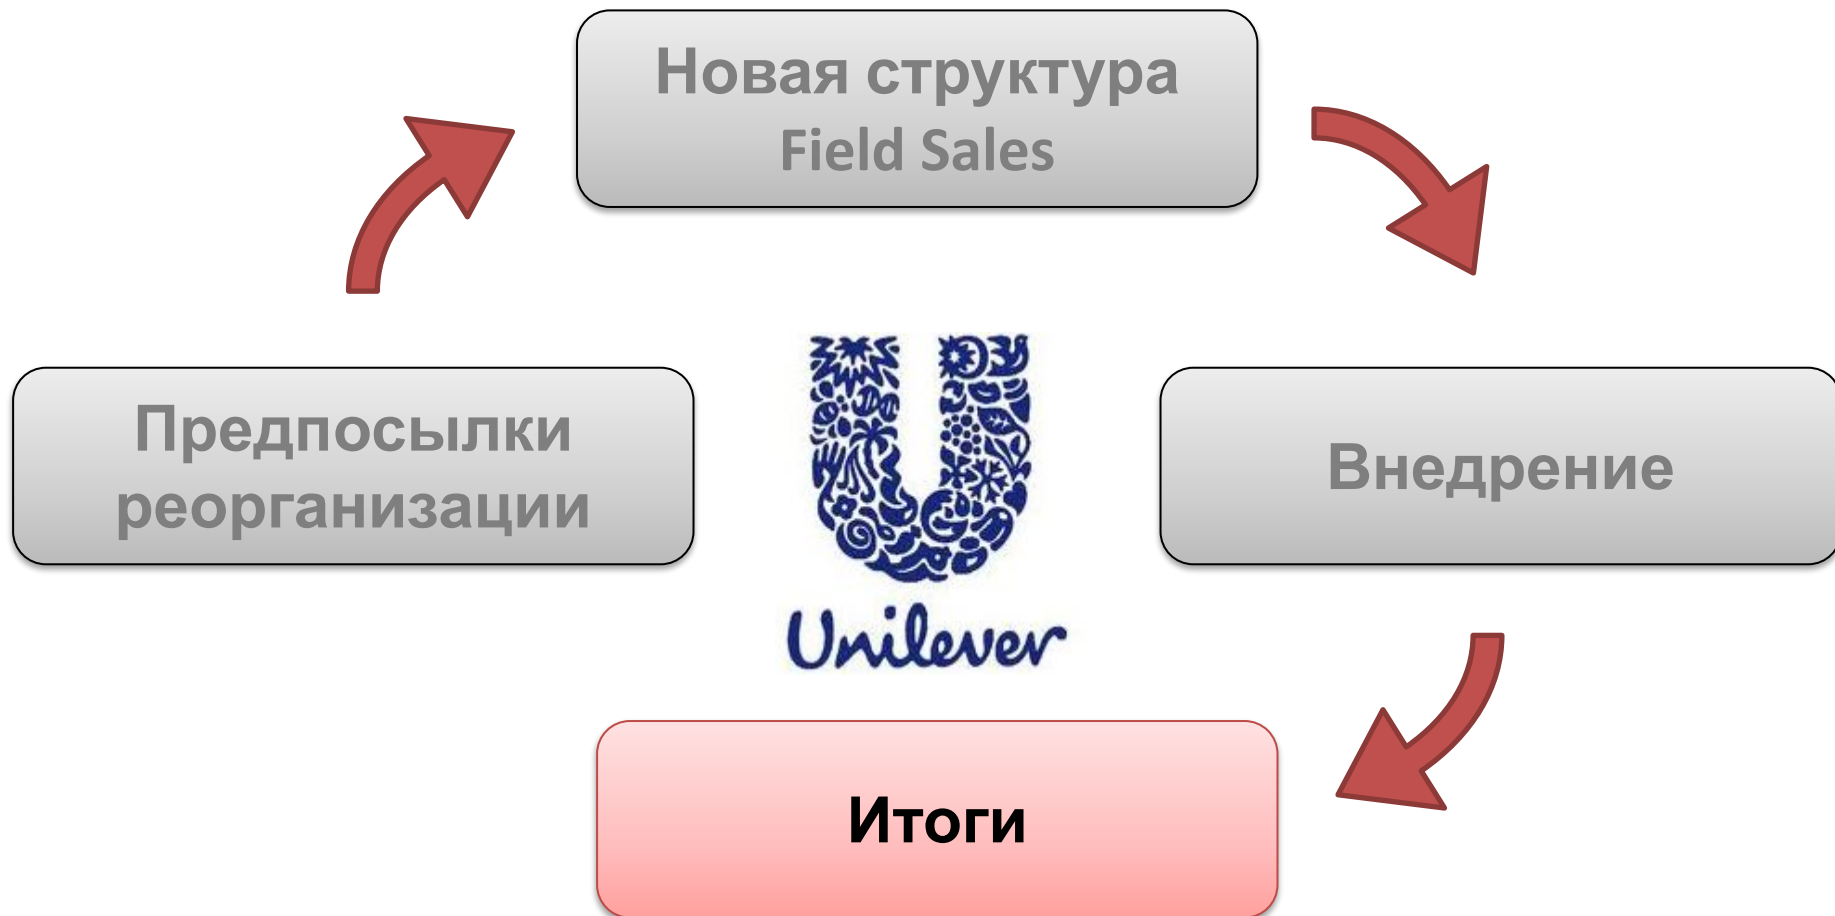 Новая структура
Field Sales
Предпосылки
реорганизации
Внедрение
Unilever
Итоги